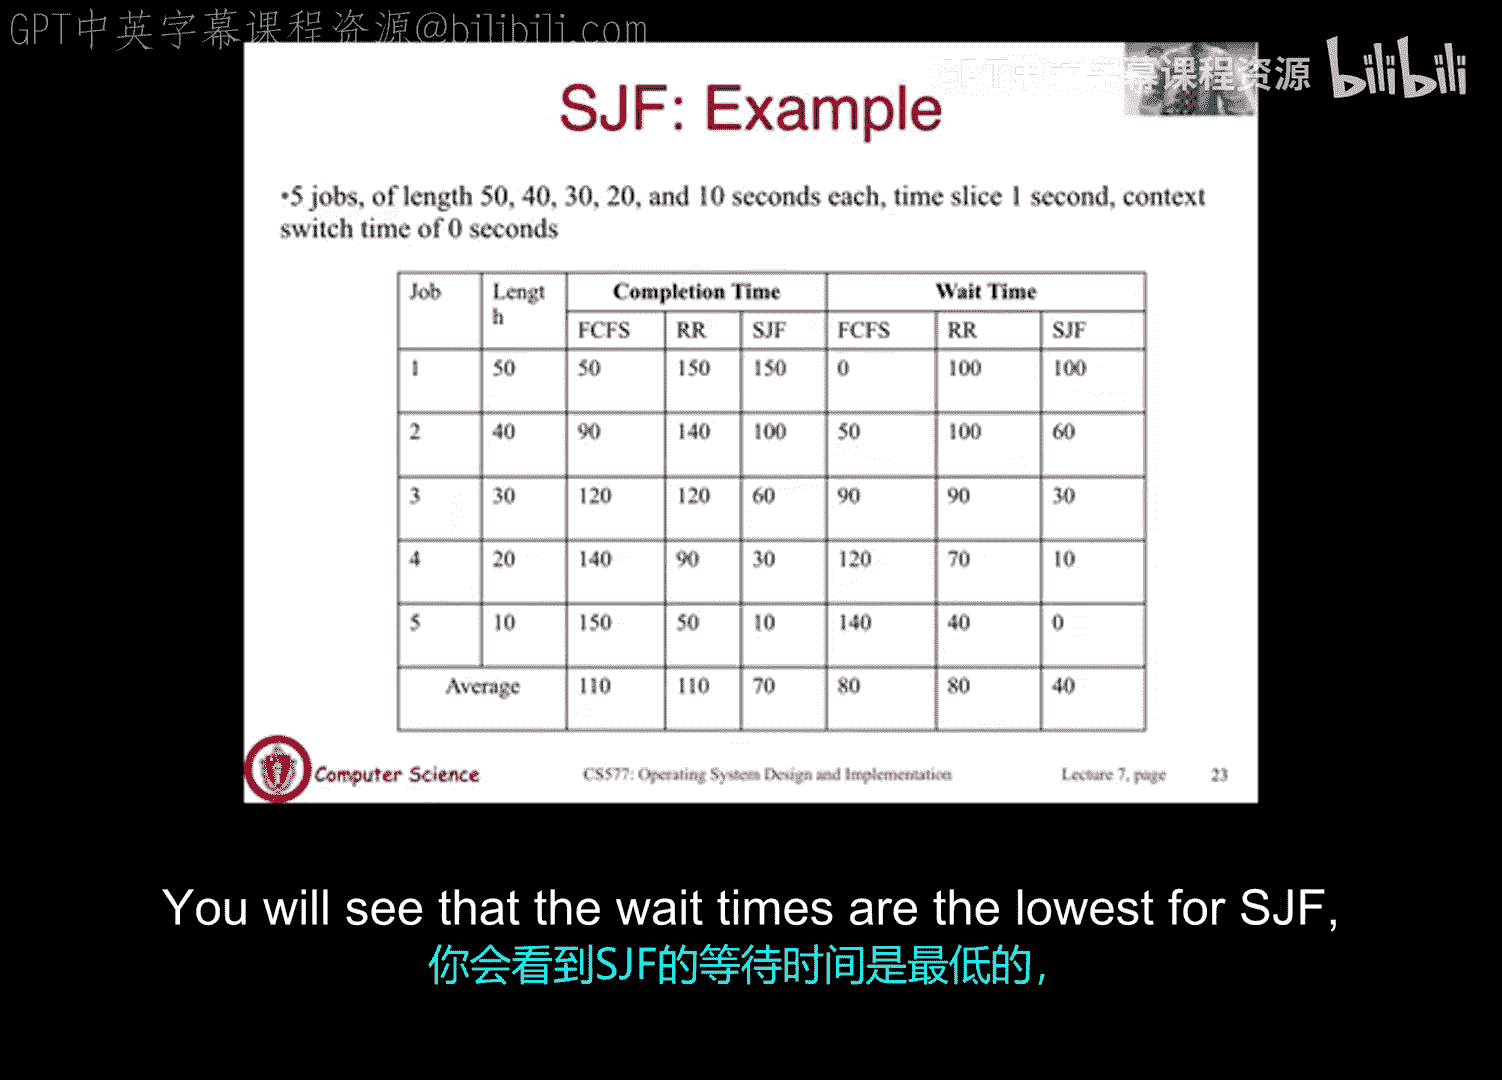 GPT中英字幕课程资源@bilibili.com
字幕课程资源 bilibili
SJF: Example
•5 jobs, of length 50, 40, 30, 20, and 10 seconds each, time slice 1 second, context
switch time of 0 seconds
Job Lengt Completion Time Wait Time
h FCFS RR SJF FCFS RR SJF
1 50 50 150 150 0 100 100
2 40 90 140 100 50 100 60
3 30 120 120 60 90 90 30
4 20 140 90 30 120 70 10
5 10 150 50 10 140 40 0
Average 110 110 70 80 80 40
Computer Science CS577: Operating System Design and Implementation Lecture 7, page 23
You will see that the wait times are the lowest for SJF,
你会看到SJF的等待时间是最低的，